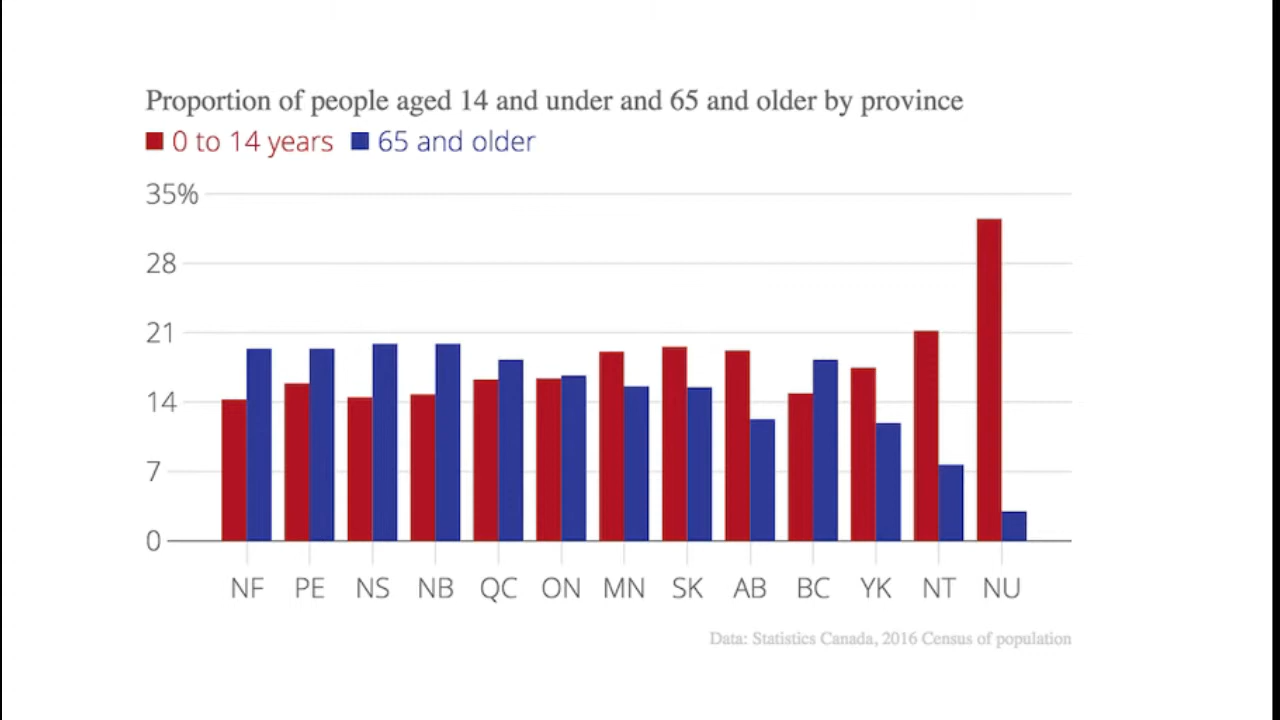 Proportion of people aged 14 and under and 65 and older by province
0 to 14 years 65 and older
35%
28
21
14
7
0
NF PE NS NB QC ON MN SK AB BC YK NT NU
Data: Statistics Canada, 2016 Census of population